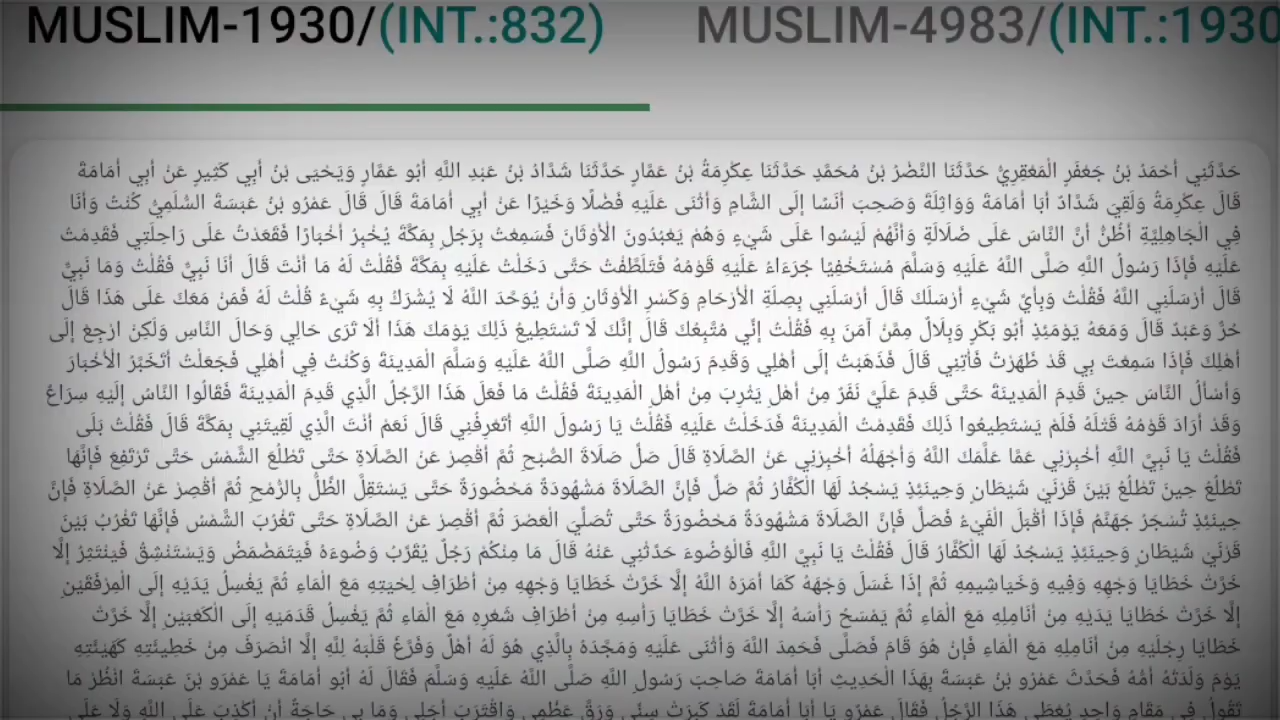 MUSLIM-1930/(INT.:832) MUSLIM-4983/(INT.:1930
حَدَّثَنِي أَحْمَدُ بْنُ جَعْفَرٍ الْمَعْقِرِيُّ حَدَّثَنَا النَّضْرُ بْنُ مُحَمَّدٍ حَدَّثَنَا عِكْرِمَةُ بْنُ عَمَّارٍ حَدَّثَنَا شَدَّادُ بْنُ عَبْدِ اللَّهِ أَبُو عَمَّارٍ وَيَحْيَى بْنُ أَبِي كَثِيرٍ عَنْ أَبِي أُمَامَةَ
قَالَ عِكْرِمَةُ وَلَقِيَ شَدَّادٌ أَبَا أُمَامَةَ وَوَاثِلَةَ وَصَحِبَ أَنَسًا إِلَى الشَّامِ وَأَثْنَى عَلَيْهِ فَضْلًا وَخَيْرًا عَنْ أَبِي أُمَامَةَ قَالَ قَالَ عَمْرُو بْنُ عَبَسَةَ السُّلَمِيُّ كُنْتُ وَأَنَا
فِي الْجَاهِلِيَّةِ أَظُنُّ أَنَّ النَّاسَ عَلَى ضَلَالَةٍ وَأَنَّهُمْ لَيْسُوا عَلَى شَيْءٍ وَهُمْ يَعْبُدُونَ الْأَوْثَانَ فَسَمِعْتُ بِرَجُلٍ بِمَكَّةَ يُخْبِرُ أَخْبَارًا فَقَعَدْتُ عَلَى رَاحِلَتِي فَقَدِمْتُ
عَلَيْهِ فَإِذَا رَسُولُ اللَّهِ صَلَّى اللَّهُ عَلَيْهِ وَسَلَّمَ مُسْتَخْفِيًا جُرَءَاءُ عَلَيْهِ قَوْمُهُ فَتَلَطَّفْتُ حَتَّى دَخَلْتُ عَلَيْهِ بِمَكَّةَ فَقُلْتُ لَهُ مَا أَنْتَ قَالَ أَنَا نَبِيٌّ فَقُلْتُ وَمَا نَبِيٌّ
قَالَ أَرْسَلَنِي اللَّهُ فَقُلْتُ وَبِأَيِّ شَيْءٍ أَرْسَلَكَ قَالَ أَرْسَلَنِي بِصِلَةِ الْأَرْحَامِ وَكَسْرِ الْأَوْثَانِ وَأَنْ يُوَحَّدَ اللَّهُ لَا يُشْرَكُ بِهِ شَيْءٌ قُلْتُ لَهُ فَمَنْ مَعَكَ عَلَى هَذَا قَالَ
حُرٌّ وَعَبْدٌ قَالَ وَمَعَهُ يَوْمَئِذٍ أَبُو بَكْرٍ وَبِلَالٌ مِمَّنْ آمَنَ بِهِ فَقُلْتُ إِنِّي مُتَّبِعُكَ قَالَ إِنَّكَ لَا تَسْتَطِيعُ ذَلِكَ يَوْمَكَ هَذَا أَلَا تَرَى حَالِي وَحَالَ النَّاسِ وَلَكِنْ ارْجِعْ إِلَى
أَهْلِكَ فَإِذَا سَمِعْتَ بِي قَدْ ظَهَرْتُ فَأْتِنِي قَالَ فَذَهَبْتُ إِلَى أَهْلِي وَقَدِمَ رَسُولُ اللَّهِ صَلَّى اللَّهُ عَلَيْهِ وَسَلَّمَ الْمَدِينَةَ وَكُنْتُ فِي أَهْلِي فَجَعَلْتُ أَتَخَبَّرُ الْأَخْبَارَ
وَأَسْأَلُ النَّاسَ حِينَ قَدِمَ الْمَدِينَةَ حَتَّى قَدِمَ عَلَيَّ نَفَرٌ مِنْ أَهْلِ يَثْرِبَ مِنْ أَهْلِ الْمَدِينَةَ فَقُلْتُ مَا فَعَلَ هَذَا الرَّجُلُ الَّذِي قَدِمَ الْمَدِينَةَ فَقَالُوا النَّاسُ إِلَيْهِ سِرَاعٌ
وَقَدْ أَرَادَ قَوْمُهُ قَتْلَهُ فَلَمْ يَسْتَطِيعُوا ذَلِكَ فَقَدِمْتُ الْمَدِينَةَ فَدَخَلْتُ عَلَيْهِ فَقُلْتُ يَا رَسُولَ اللَّهِ أَتَعْرِفُنِي قَالَ نَعَمْ أَنْتَ الَّذِي لَقِيتَنِي بِمَكَّةَ قَالَ فَقُلْتُ بَلَى
فَقُلْتُ يَا نَبِيَّ اللَّهِ أَخْبِرْنِي عَمَّا عَلَّمَكَ اللَّهُ وَأَجْهَلُهُ أَخْبِرْنِي عَنْ الصَّلَاةِ قَالَ صَلِّ صَلَاةَ الصُّبْحِ ثُمَّ أَقْصِرْ عَنْ الصَّلَاةِ حَتَّى تَطْلُعَ الشَّمْسُ حَتَّى تَرْتَفِعَ فَإِنَّهَا
تَطْلُعُ حِينَ تَطْلُعُ بَيْنَ قَرْنَيْ شَيْطَانٍ وَحِينَئِذٍ يَسْجُدُ لَهَا الْكُفَّارُ ثُمَّ صَلِّ فَإِنَّ الصَّلَاةَ مَشْهُودَةٌ مَحْضُورَةٌ حَتَّى يَسْتَقِلَّ الظِّلُّ بِالرُّمْحِ ثُمَّ أَقْصِرْ عَنْ الصَّلَاةِ فَإِنَّ
حِينَئِذٍ تُسْجَرُ جَهَنَّمُ فَإِذَا أَقْبَلَ الْفَيْءُ فَصَلِّ فَإِنَّ الصَّلَاةَ مَشْهُودَةٌ مَحْضُورَةٌ حَتَّى تُصَلِّيَ الْعَصْرَ ثُمَّ أَقْصِرْ عَنْ الصَّلَاةِ حَتَّى تَغْرُبَ الشَّمْسُ فَإِنَّهَا تَغْرُبُ بَيْنَ
قَرْنَيْ شَيْطَانٍ وَحِينَئِذٍ يَسْجُدُ لَهَا الْكُفَّارُ قَالَ فَقُلْتُ يَا نَبِيَّ اللَّهِ فَالْوُضُوءَ حَدِّثْنِي عَنْهُ قَالَ مَا مِنْكُمْ رَجُلٌ يُقَرِّبُ وَضُوءَهُ فَيَتَمَضْمَضُ وَيَسْتَنْشِقُ فَيَنْتَثِرُ إِلَّا
خَرَّتْ خَطَايَا وَجْهِهِ وَفِيهِ وَخَيَاشِيمِهِ ثُمَّ إِذَا غَسَلَ وَجْهَهُ كَمَا أَمَرَهُ اللَّهُ إِلَّا خَرَّتْ خَطَايَا وَجْهِهِ مِنْ أَطْرَافِ لِحْيَتِهِ مَعَ الْمَاءِ ثُمَّ يَغْسِلُ يَدَيْهِ إِلَى الْمِرْفَقَيْنِ
إِلَّا خَرَّتْ خَطَايَا يَدَيْهِ مِنْ أَنَامِلِهِ مَعَ الْمَاءِ ثُمَّ يَمْسَحُ رَأْسَهُ إِلَّا خَرَّتْ خَطَايَا رَأْسِهِ مِنْ أَطْرَافِ شَعْرِهِ مَعَ الْمَاءِ ثُمَّ يَغْسِلُ قَدَمَيْهِ إِلَى الْكَعْبَيْنِ إِلَّا خَرَّتْ
خَطَايَا رِجْلَيْهِ مِنْ أَنَامِلِهِ مَعَ الْمَاءِ فَإِنْ هُوَ قَامَ فَصَلَّى فَحَمِدَ اللَّهَ وَأَثْنَى عَلَيْهِ وَمَجَّدَهُ بِالَّذِي هُوَ لَهُ أَهْلٌ وَفَرَّغَ قَلْبَهُ لِلَّهِ إِلَّا انْصَرَفَ مِنْ خَطِيئَتِهِ كَهَيْئَتِهِ
يَوْمَ وَلَدَتْهُ أُمُّهُ فَحَدَّثَ عَمْرُو بْنُ عَبَسَةَ بِهَذَا الْحَدِيثِ أَبَا أُمَامَةَ صَاحِبَ رَسُولِ اللَّهِ صَلَّى اللَّهُ عَلَيْهِ وَسَلَّمَ فَقَالَ لَهُ أَبُو أُمَامَةَ يَا عَمْرَو بْنَ عَبَسَةَ انْظُرْ مَا
تَقُولُ فِي مَقَامٍ وَاحِدٍ يُعْطَى هَذَا الرَّجُلُ فَقَالَ عَمْرٌو يَا أَبَا أُمَامَةَ لَقَدْ كَبِرَتْ سِنِّي وَرَقَّ عَظْمِي وَاقْتَرَبَ أَجَلِي وَمَا بِي حَاجَةٌ أَنْ أَكْذِبَ عَلَى اللَّهِ وَلَا عَلَى